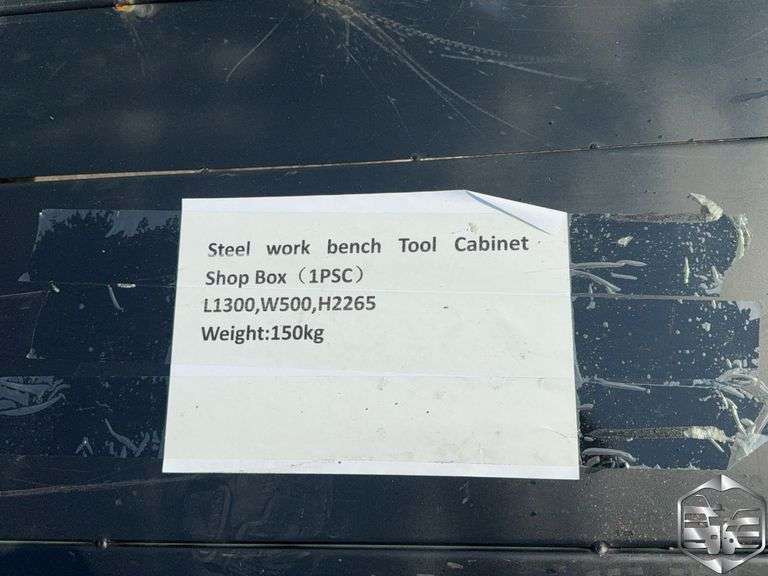 Steel work bench Tool Cabinet
Shop Box（1PSC）
L1300,W500,H2265
Weight:150kg